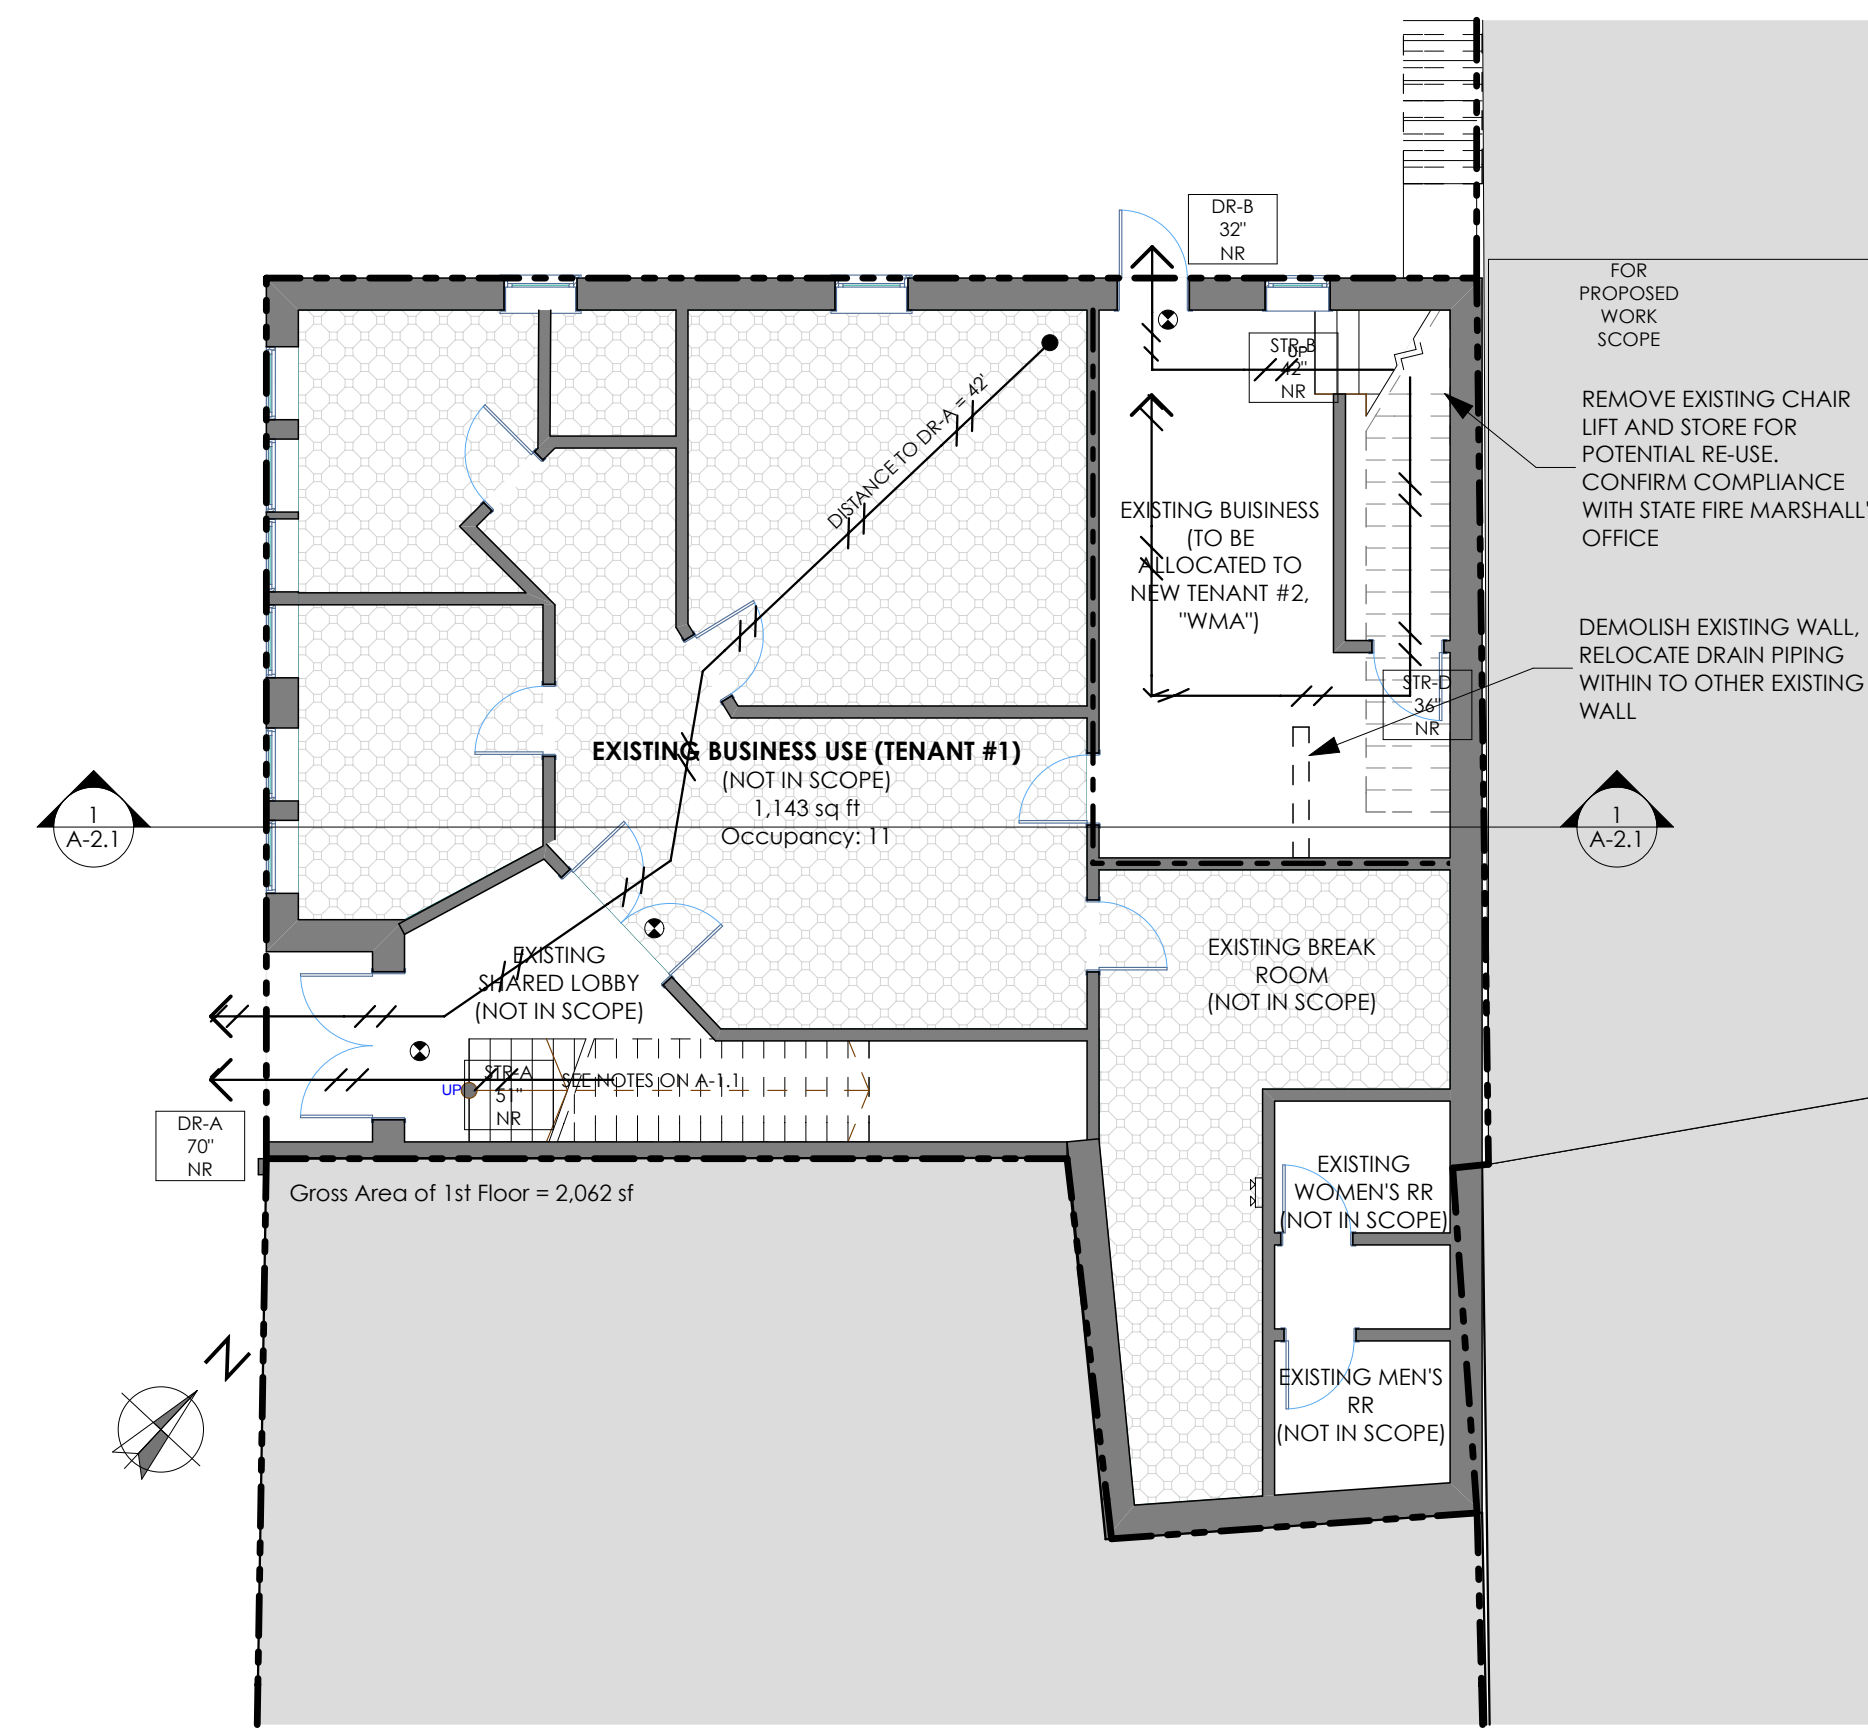 DR-B
32"
NR
FOR
PROPOSED
WORK
SCOPE
STR-B
UP
42"
NR
REMOVE EXISTING CHAIR
LIFT AND STORE FOR
POTENTIAL RE-USE.
CONFIRM COMPLIANCE
WITH STATE FIRE MARSHALL'
OFFICE
DISTANCE TO DR-A = 42'
EXISTING BUISINESS
(TO BE
ALLOCATED TO
NEW TENANT #2,
"WMA")
DEMOLISH EXISTING WALL,
RELOCATE DRAIN PIPING
WITHIN TO OTHER EXISTING
WALL
STR-D
36"
NR
EXISTING BUSINESS USE (TENANT #1)
(NOT IN SCOPE)
1,143 sq ft
Occupancy: 11
1
A-2.1
1
A-2.1
EXISTING
SHARED LOBBY
(NOT IN SCOPE)
EXISTING BREAK
ROOM
(NOT IN SCOPE)
UP
STR-A
51"
NR
SEE NOTES ON A-1.1
DR-A
70"
NR
Gross Area of 1st Floor = 2,062 sf
EXISTING
WOMEN'S RR
(NOT IN SCOPE)
N
EXISTING MEN'S
RR
(NOT IN SCOPE)